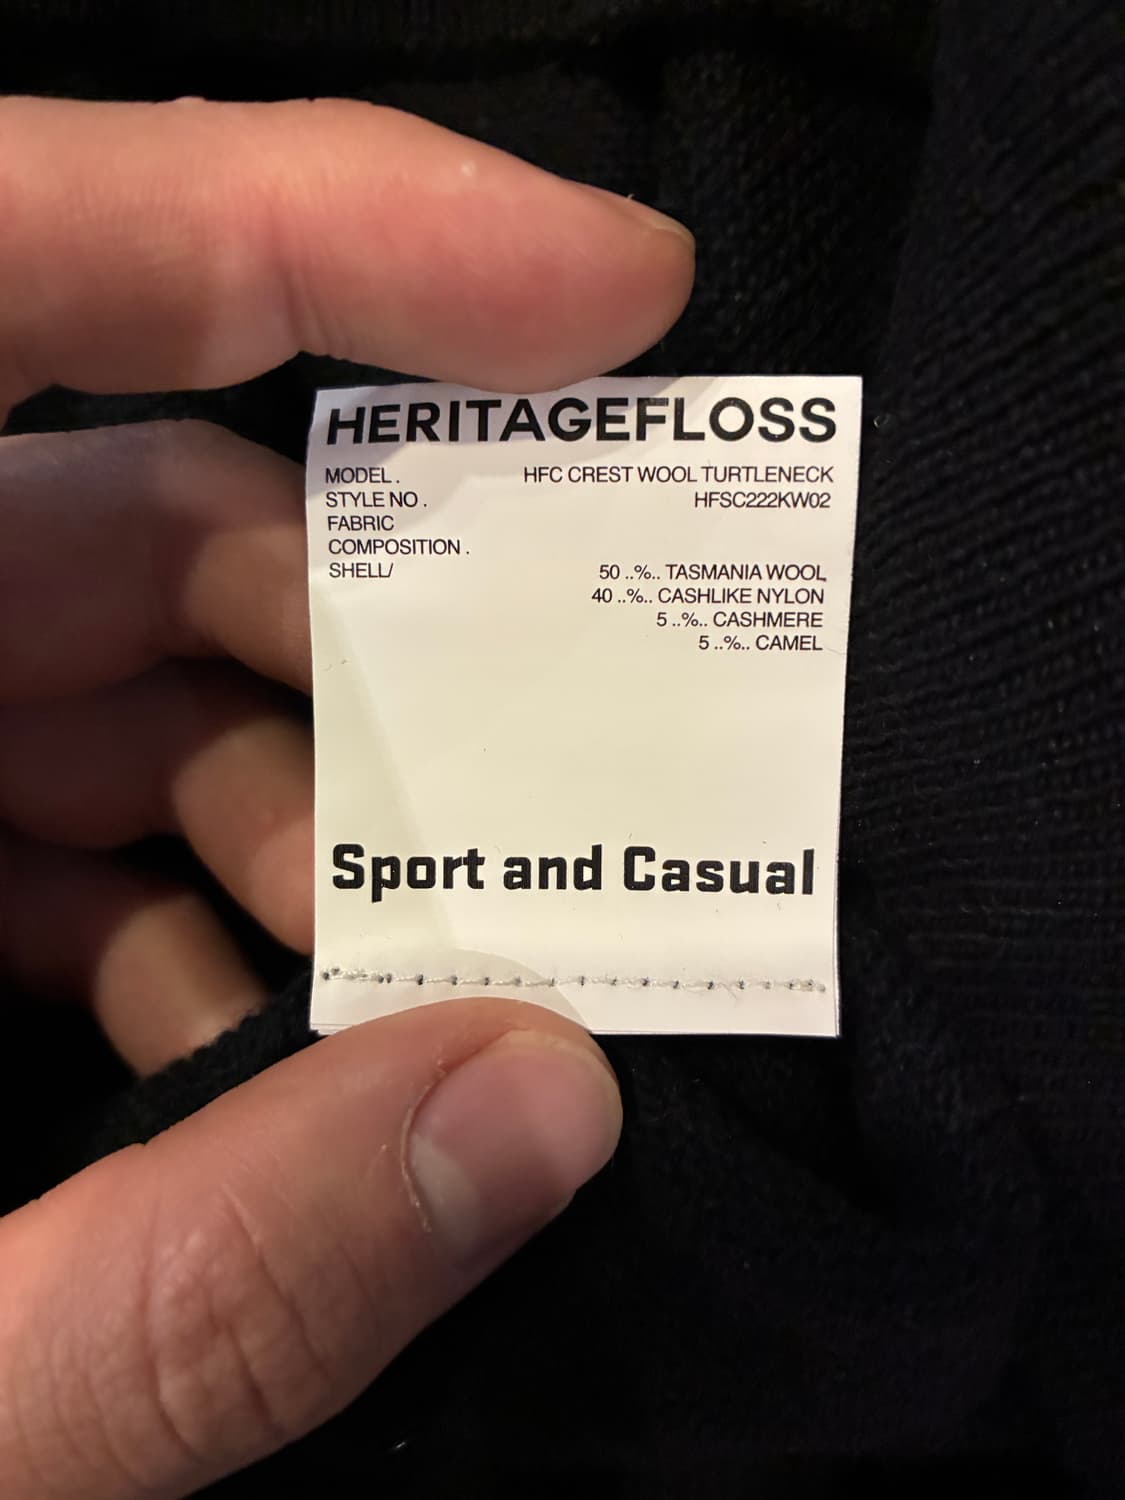 HERITAGEFLOSS
MODEL . HFC CREST WOOL TURTLENECK
STYLE NO . HFSC222KW02
FABRIC
COMPOSITION .
SHELL/ 50 ..%.. TASMANIA WOOL
40 ..%.. CASHLIKE NYLON
5 ..%.. CASHMERE
5 ..%.. CAMEL
Sport and Casual